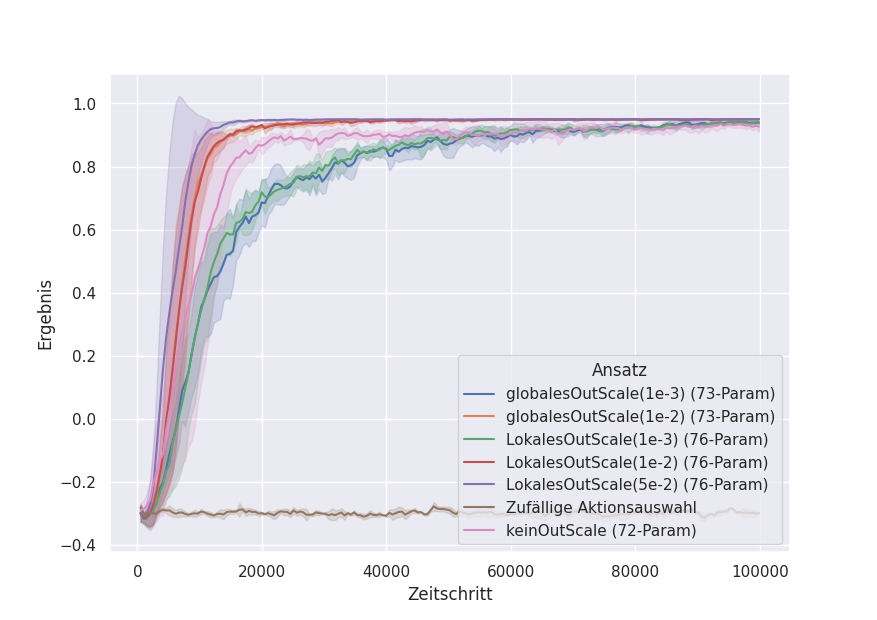 1.0
0.8
0.6
0.4
0.2
0.0
−0.2
−0.4
Ergebnis
0
20000
40000
60000
80000
100000
Zeitschritt
Ansatz
globalesOutScale(1e-3) (73-Param)
globalesOutScale(1e-2) (73-Param)
LokalesOutScale(1e-3) (76-Param)
LokalesOutScale(1e-2) (76-Param)
LokalesOutScale(5e-2) (76-Param)
Zufällige Aktionsauswahl
keinOutScale (72-Param)